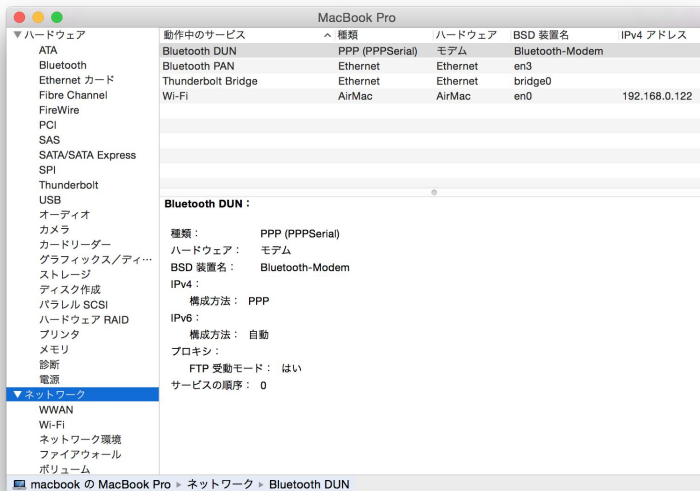 MacBook Pro
ハードウェア
ATA
Bluetooth
Ethernet カード
Fibre Channel
FireWire
PCI
SAS
SATA/SATA Express
SPI
Thunderbolt
USB
オーディオ
カメラ
カードリーダー
グラフィックス／ディ…
ストレージ
ディスク作成
パラレル SCSI
ハードウェア RAID
プリンタ
メモリ
診断
電源
ネットワーク
WWAN
Wi-Fi
ネットワーク環境
ファイアウォール
ボリューム
動作中のサービス 種類 ハードウェア BSD 装置名 IPv4 アドレス
Bluetooth DUN PPP (PPPSerial) モデム Bluetooth-Modem
Bluetooth PAN Ethernet Ethernet en3
Thunderbolt Bridge Ethernet Ethernet bridge0
Wi-Fi AirMac AirMac en0 192.168.0.122
Bluetooth DUN：
種類： PPP (PPPSerial)
ハードウェア： モデム
BSD 装置名： Bluetooth-Modem
IPv4：
構成方法： PPP
IPv6：
構成方法： 自動
プロキシ：
FTP 受動モード： はい
サービスの順序： 0
macbook の MacBook Pro ▸ ネットワーク ▸ Bluetooth DUN